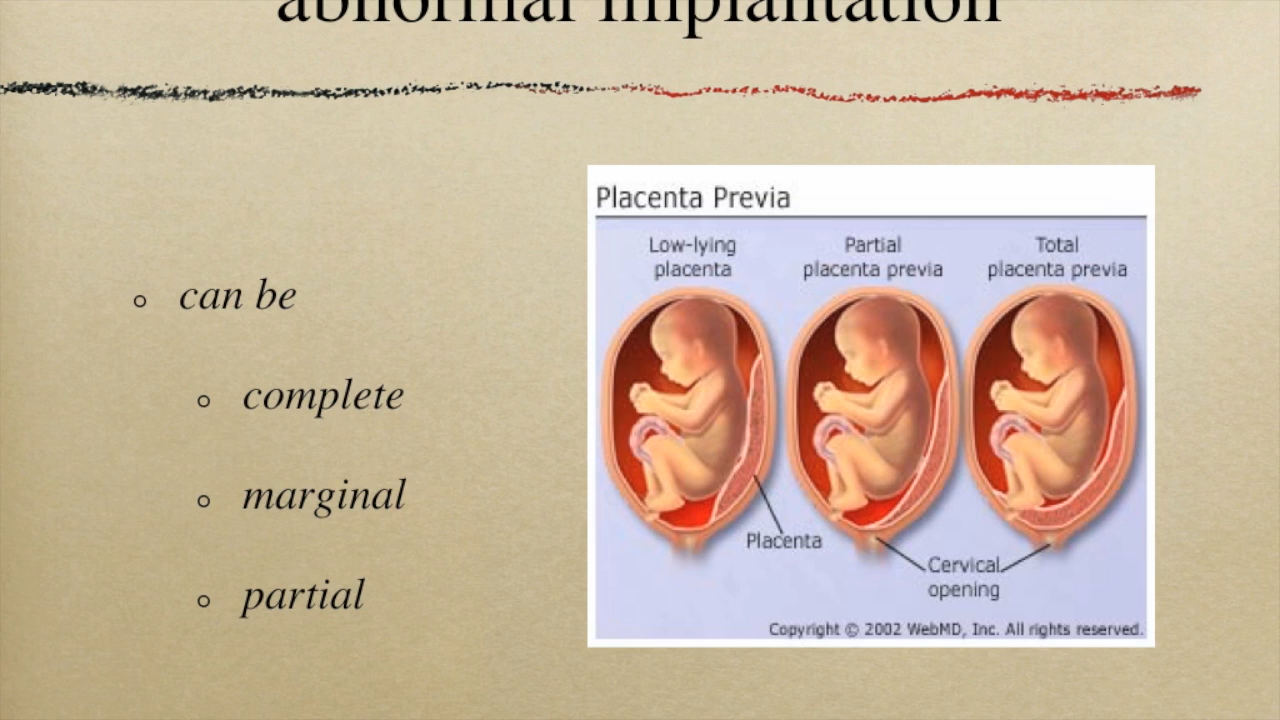 abnormal implantation
can be
complete
marginal
partial
Placenta Previa
Low-lying
placenta
Partial
placenta previa
Total
placenta previa
Placenta
Cervical
opening
Copyright © 2002 WebMD, Inc. All rights reserved.